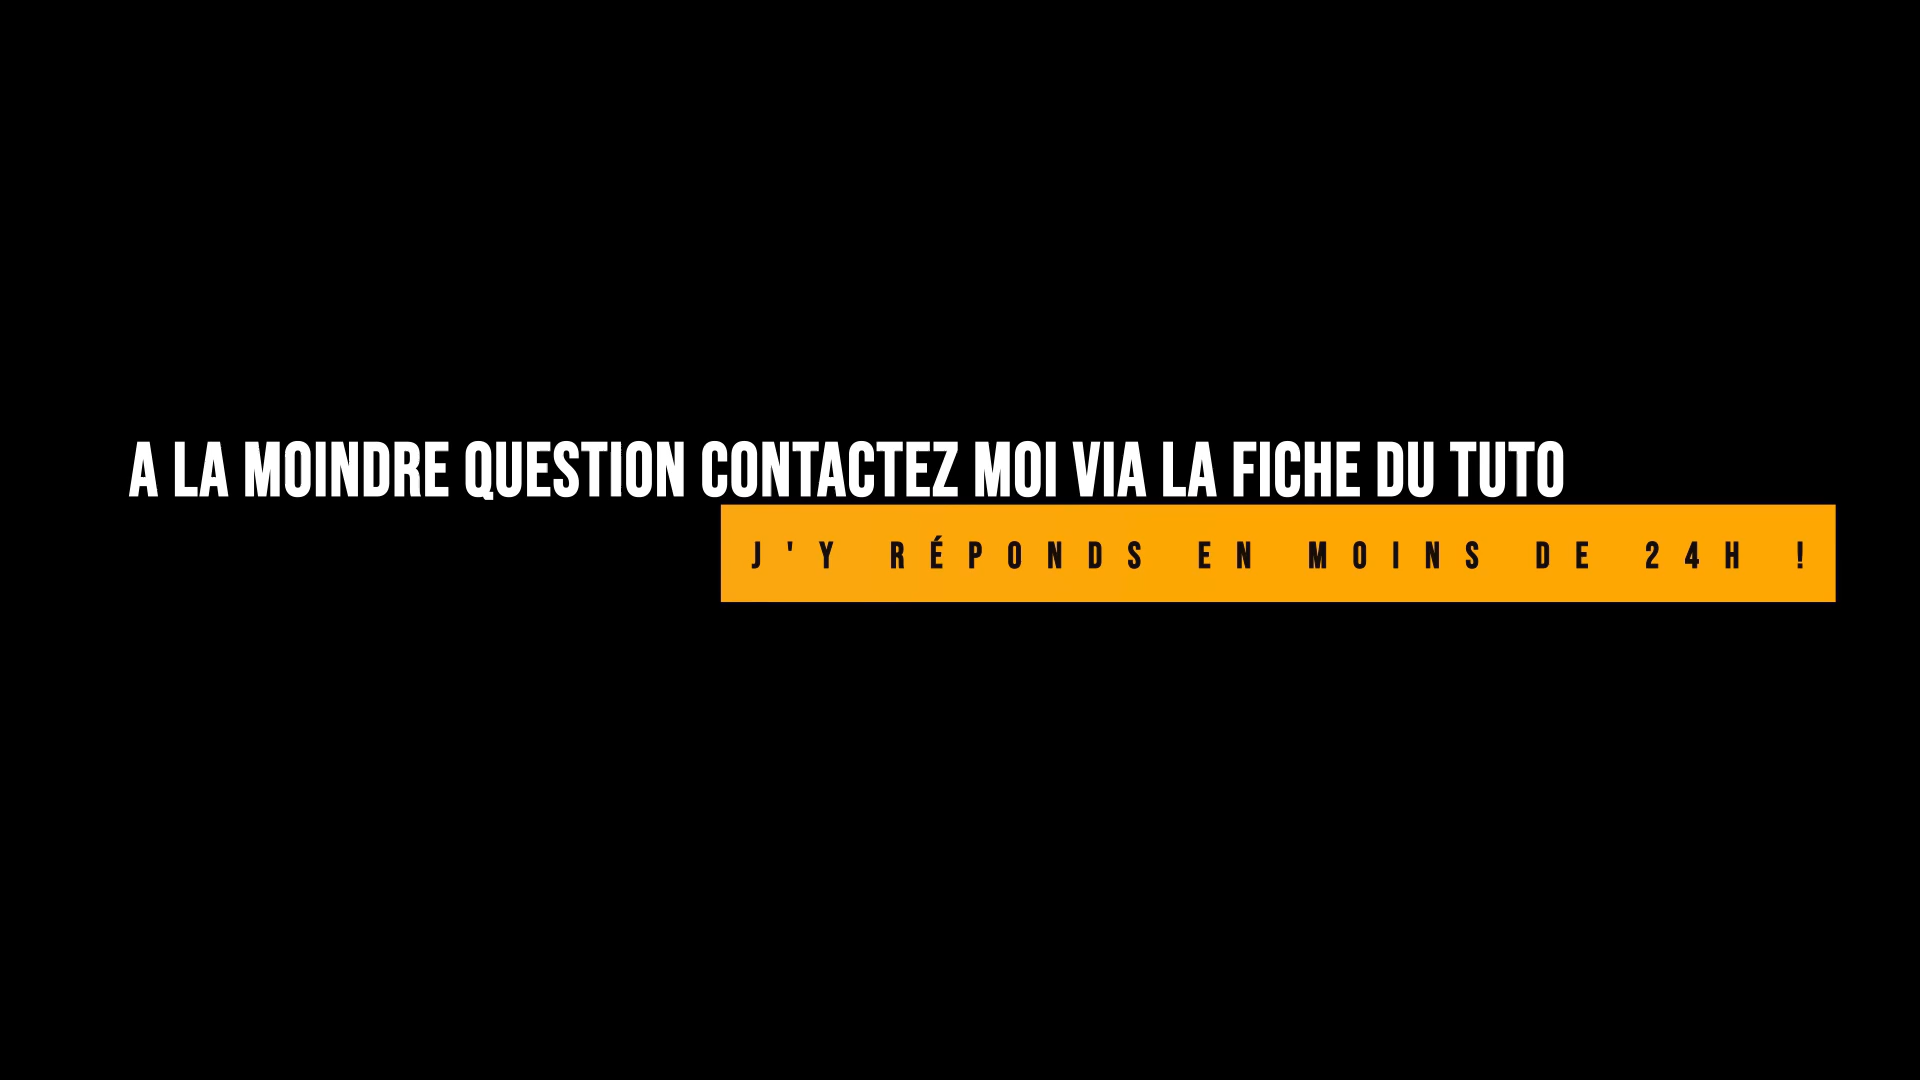 A LA MOINDRE QUESTION CONTACTEZ MOI VIA LA FICHE DU TUTO
J'Y RÉPONDS EN MOINS DE 24H !